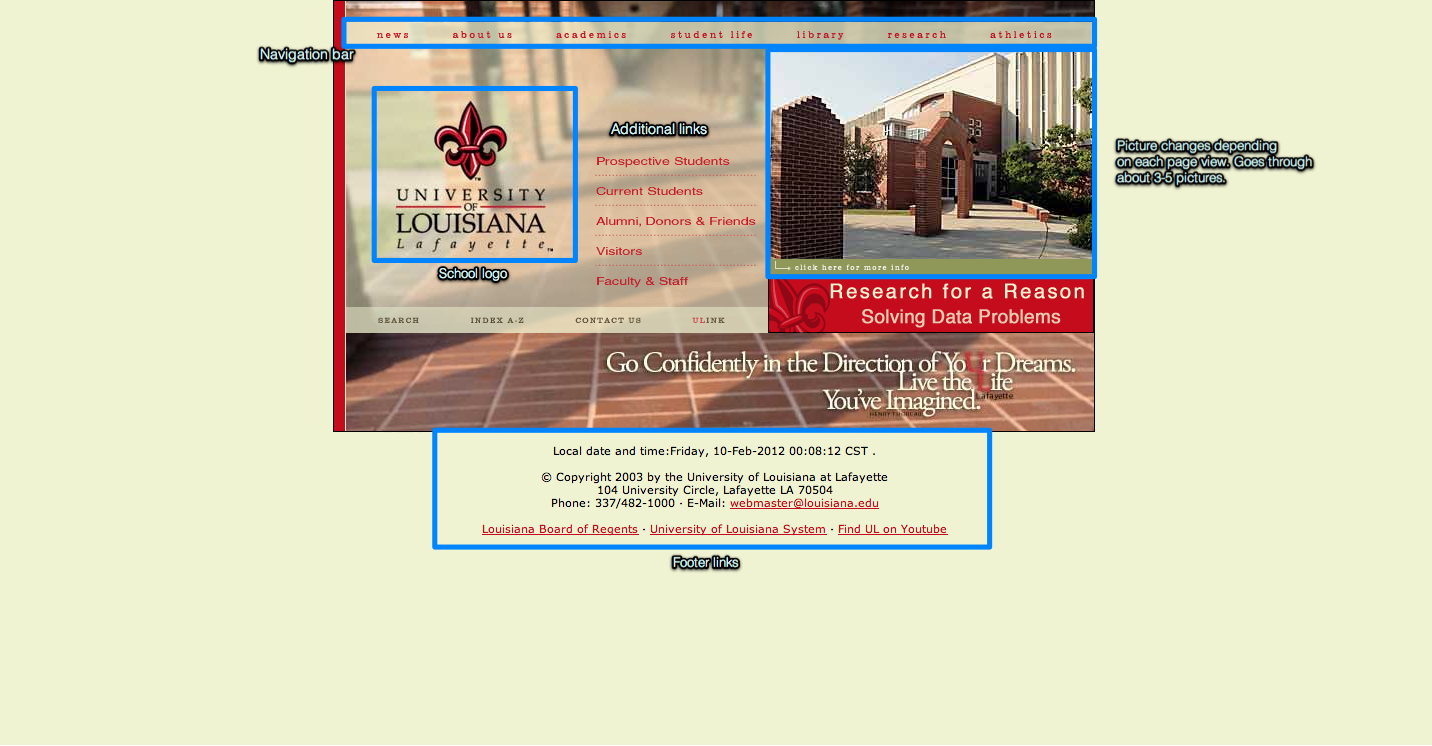 news about us academics student life library research athletics
Navigation bar
UNIVERSITY
OF
LOUISIANA
Lafayette
TM
School logo
Additional links
Prospective Students
Current Students
Alumni, Donors & Friends
Visitors
Faculty & Staff
Picture changes depending
on each page view. Goes through
about 3-5 pictures.
click here for more info
Research for a Reason
Solving Data Problems
SEARCH INDEX A-Z CONTACT US ULINK
Go Confidently in the Direction of YoUr Dreams.
Live the Life
Lafayette
You've Imagined.
HENRY THOREAU
Local date and time:Friday, 10-Feb-2012 00:08:12 CST .
© Copyright 2003 by the University of Louisiana at Lafayette
104 University Circle, Lafayette LA 70504
Phone: 337/482-1000 · E-Mail: webmaster@louisiana.edu
Louisiana Board of Regents · University of Louisiana System · Find UL on Youtube
Footer links